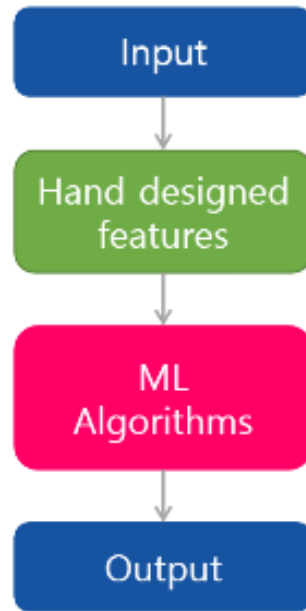 Input
Hand designed
features
ML
Algorithms
Output